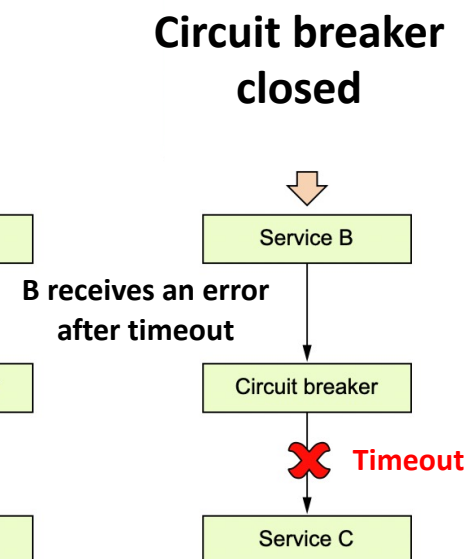 Circuit breaker
closed
Service B
B receives an error
after timeout
Circuit breaker
Timeout
Service C